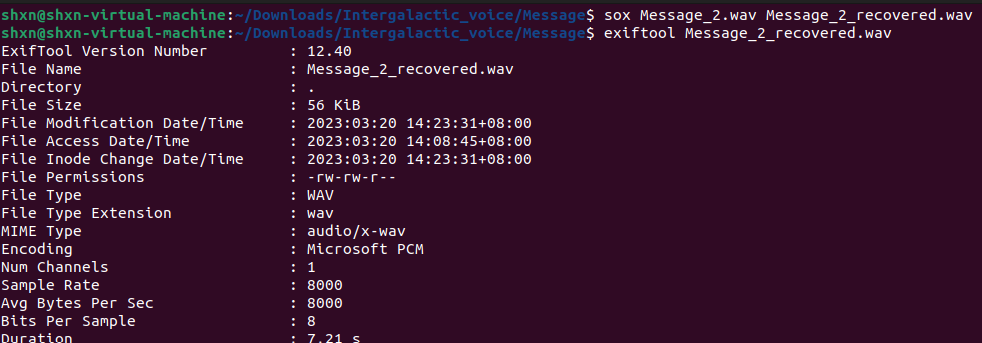 shxn@shxn-virtual-machine:~/Downloads/Intergalactic_voice/Message$ sox Message_2.wav Message_2_recovered.wav
shxn@shxn-virtual-machine:~/Downloads/Intergalactic_voice/Message$ exiftool Message_2_recovered.wav
ExifTool Version Number : 12.40
File Name : Message_2_recovered.wav
Directory : .
File Size : 56 KiB
File Modification Date/Time : 2023:03:20 14:23:31+08:00
File Access Date/Time : 2023:03:20 14:08:45+08:00
File Inode Change Date/Time : 2023:03:20 14:23:31+08:00
File Permissions : -rw-rw-r--
File Type : WAV
File Type Extension : wav
MIME Type : audio/x-wav
Encoding : Microsoft PCM
Num Channels : 1
Sample Rate : 8000
Avg Bytes Per Sec : 8000
Bits Per Sample : 8
Duration : 7.21 s